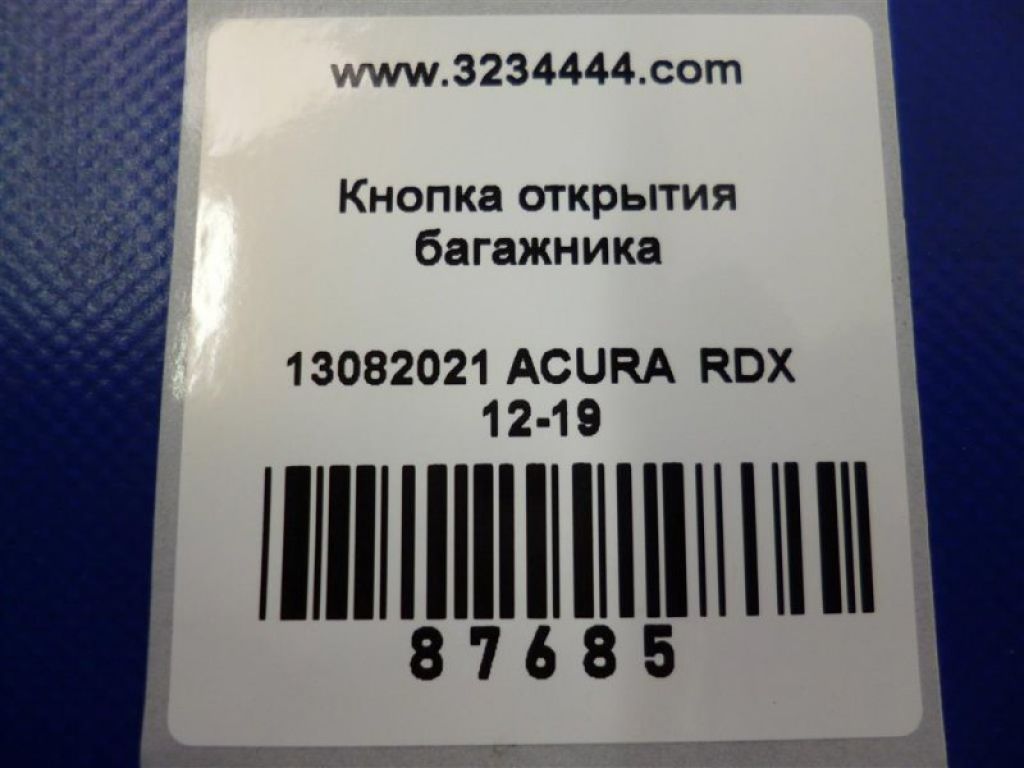 www.3234444.com
Кнопка открытия
багажника
13082021 ACURA RDX
12-19
87685